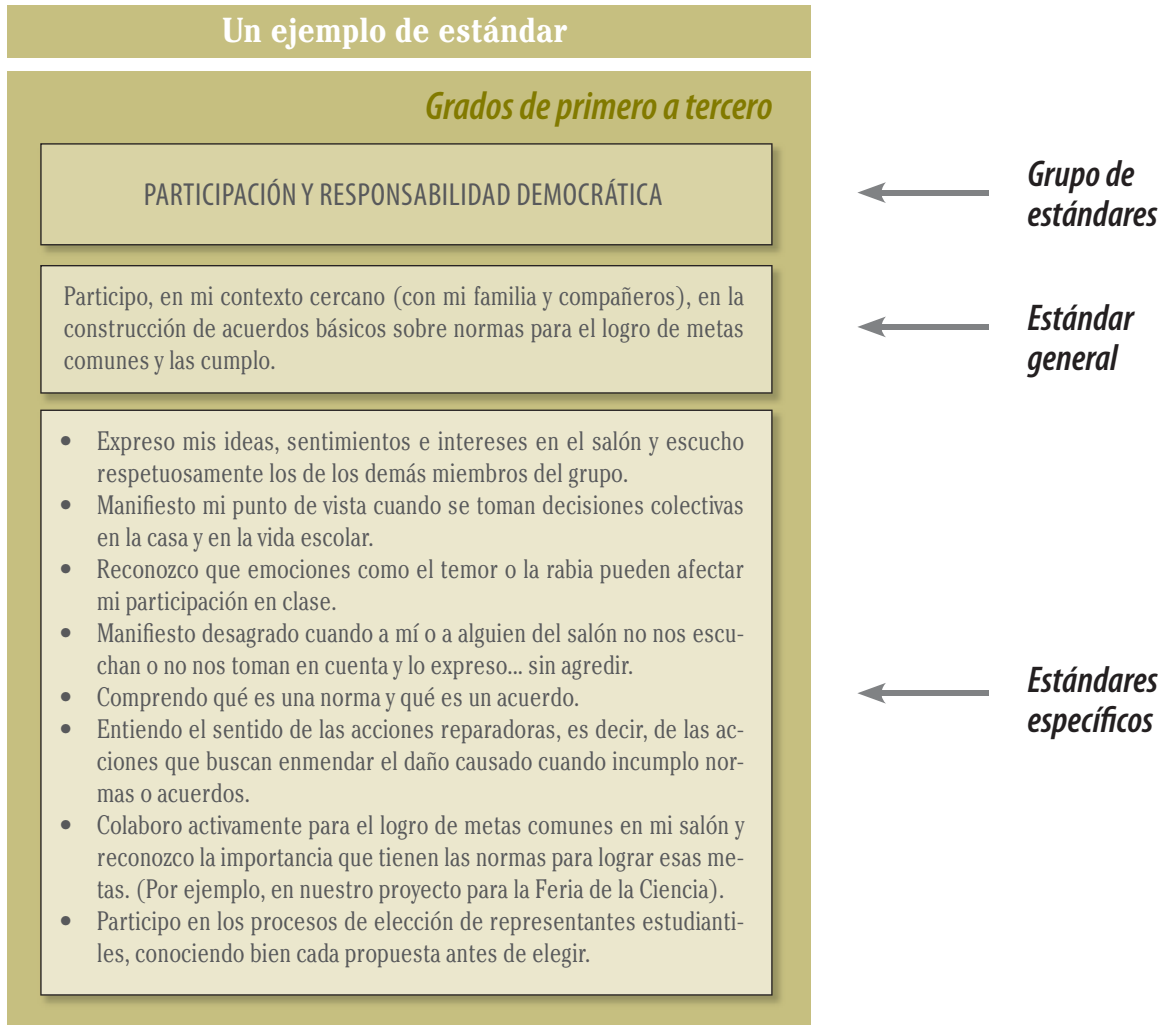 Un ejemplo de estándar
Grados de primero a tercero
PARTICIPACIÓN Y RESPONSABILIDAD DEMOCRÁTICA
Grupo de
estándares
Participo, en mi contexto cercano (con mi familia y compañeros), en la
construcción de acuerdos básicos sobre normas para el logro de metas
comunes y las cumplo.
Estándar
general
• Expreso mis ideas, sentimientos e intereses en el salón y escucho
respetuosamente los de los demás miembros del grupo.
• Manifiesto mi punto de vista cuando se toman decisiones colectivas
en la casa y en la vida escolar.
• Reconozco que emociones como el temor o la rabia pueden afectar
mi participación en clase.
• Manifiesto desagrado cuando a mí o a alguien del salón no nos escu-
chan o no nos toman en cuenta y lo expreso... sin agredir.
• Comprendo qué es una norma y qué es un acuerdo.
• Entiendo el sentido de las acciones reparadoras, es decir, de las ac-
ciones que buscan enmendar el daño causado cuando incumplo nor-
mas o acuerdos.
• Colaboro activamente para el logro de metas comunes en mi salón y
reconozco la importancia que tienen las normas para lograr esas me-
tas. (Por ejemplo, en nuestro proyecto para la Feria de la Ciencia).
• Participo en los procesos de elección de representantes estudianti-
les, conociendo bien cada propuesta antes de elegir.
Estándares
específicos